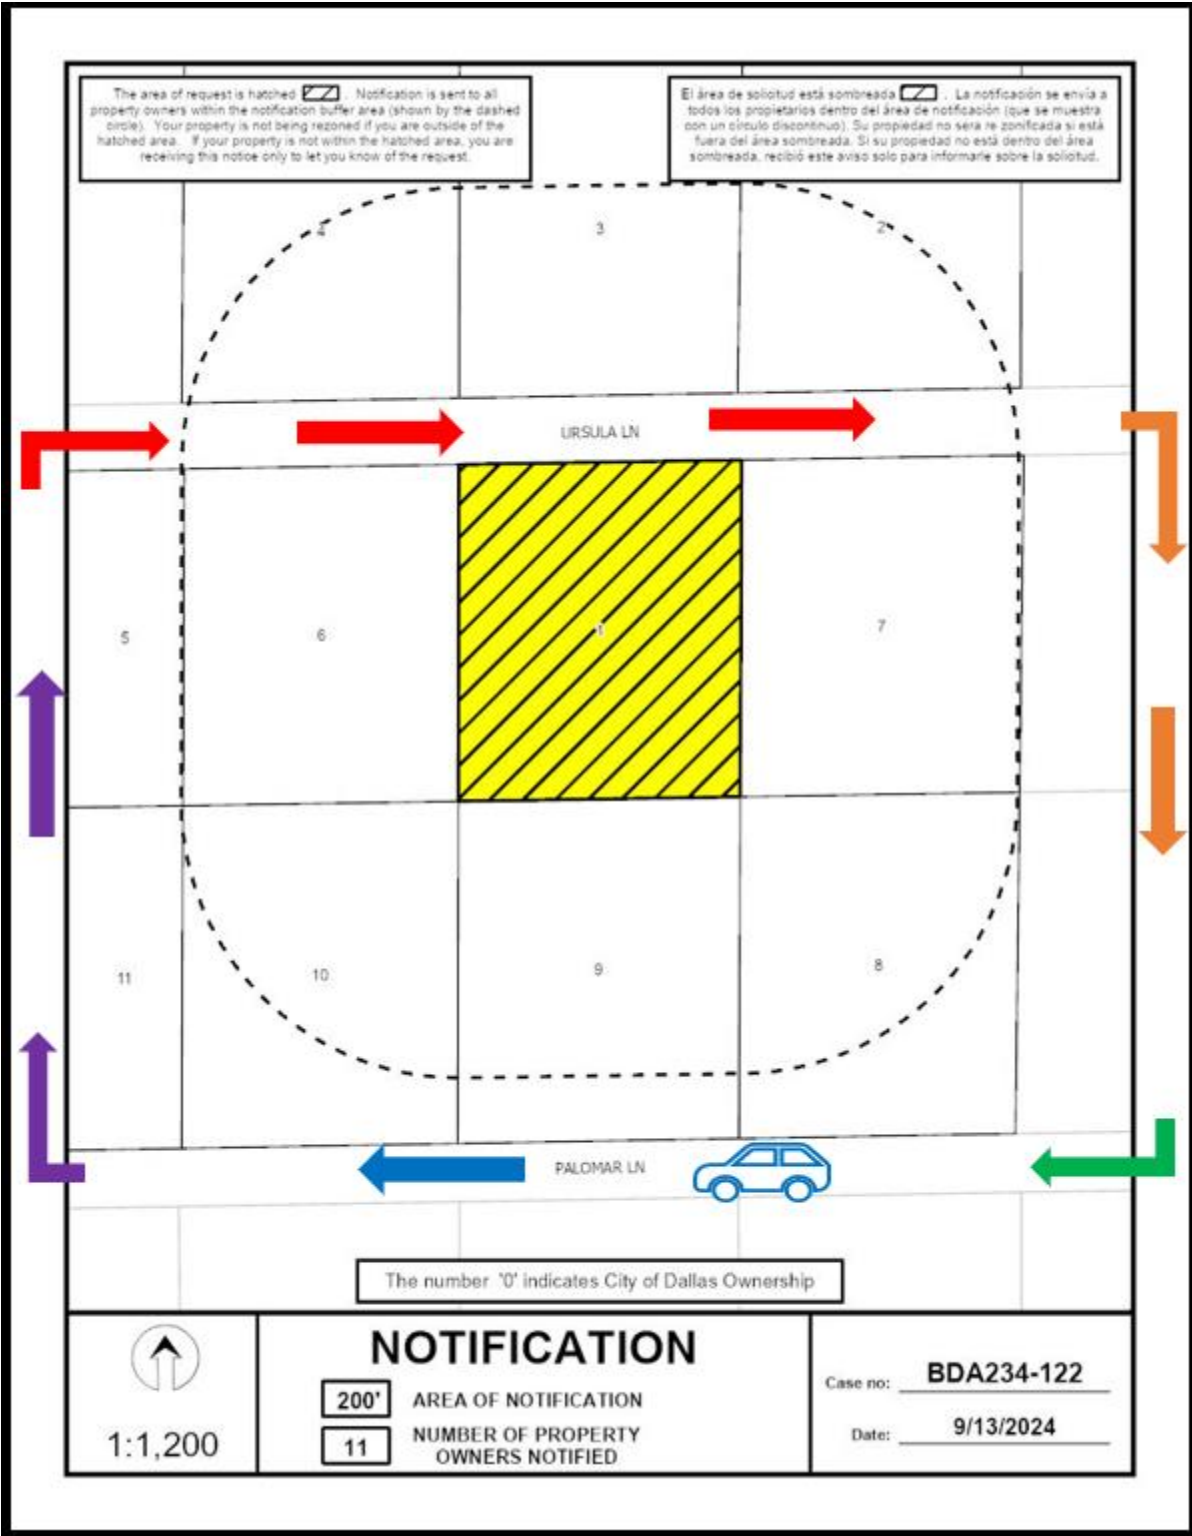 The area of request is hatched . Notification is sent to all
property owners within the notification buffer area (shown by the dashed
circle). Your property is not being rezoned if you are outside of the
hatched area. If your property is not within the hatched area, you are
receiving this notice only to let you know of the request.
El área de solicitud está sombreada . La notificación se envía a
todos los propietarios dentro del área de notificación (que se muestra
con un círculo discontinuo). Su propiedad no sera re zonificada si está
fuera del área sombreada. Si su propiedad no está dentro del área
sombreada, recibió este aviso solo para informarle sobre la solicitud.
4
3
2
URSULA LN
5
6
1
7
11
10
9
8
PALOMAR LN
The number '0' indicates City of Dallas Ownership
1:1,200
NOTIFICATION
200' AREA OF NOTIFICATION
11 NUMBER OF PROPERTY
OWNERS NOTIFIED
Case no: BDA234-122
Date: 9/13/2024